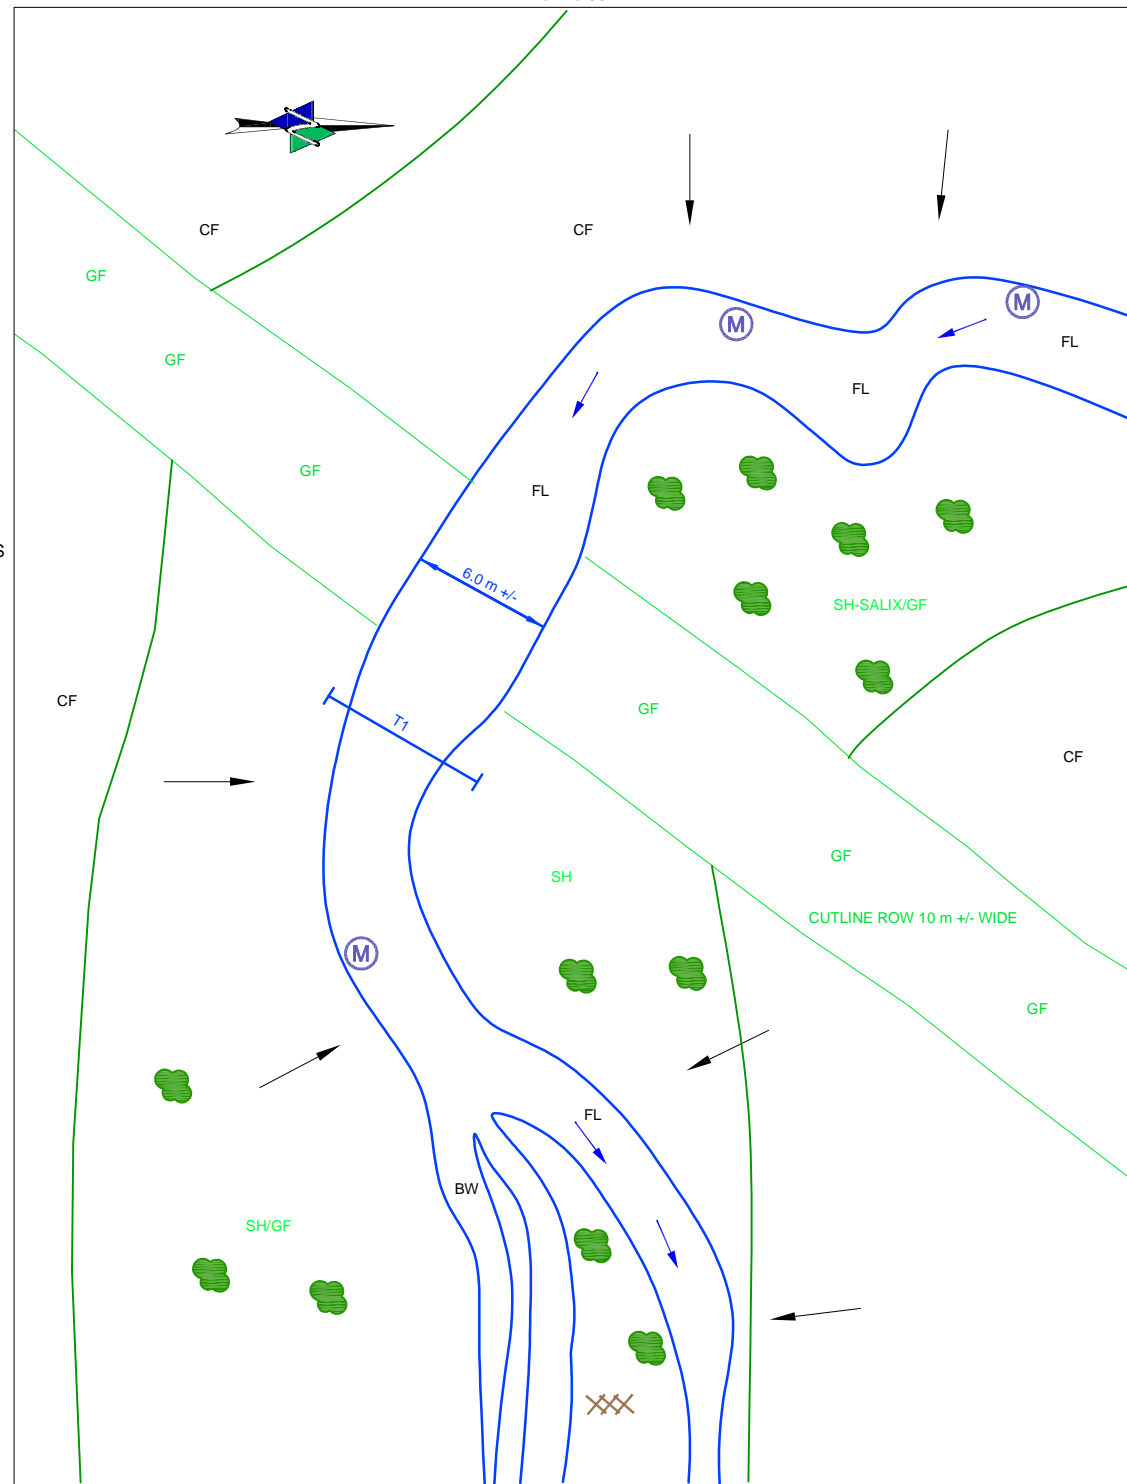 CF
CF
GF
M
M
FL
GF
FL
GF
FL
S
6.0 m +/-
SH-SALIX/GF
CF
GF
T1
CF
GF
SH
CUTLINE ROW 10 m +/- WIDE
M
GF
FL
BW
SH/GF